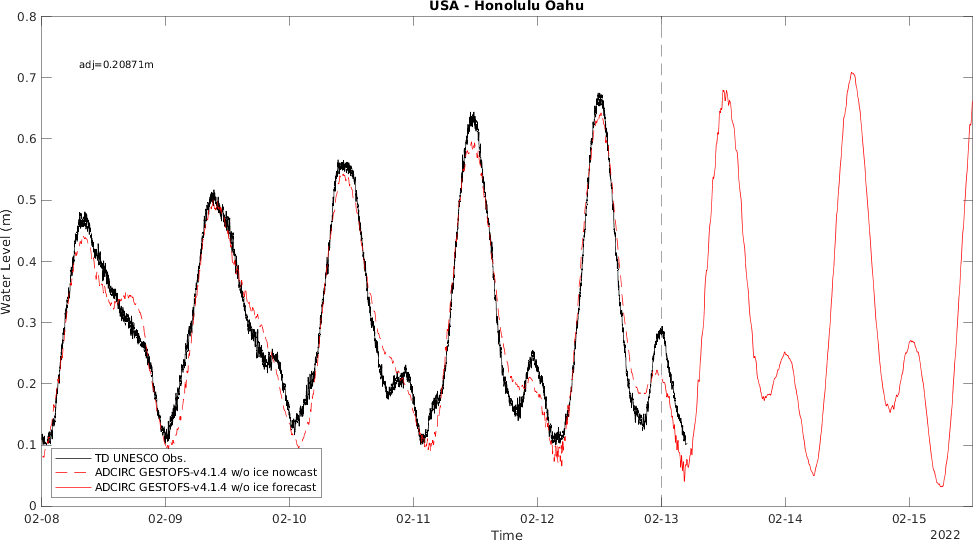 USA - Honolulu Oahu
adj=0.20871m
Water Level (m)
0.8
0.7
0.6
0.5
0.4
0.3
0.2
0.1
0
TD UNESCO Obs.
ADCIRC GESTOFS-v4.1.4 w/o ice nowcast
ADCIRC GESTOFS-v4.1.4 w/o ice forecast
02-08 02-09 02-10 02-11 02-12 02-13 02-14 02-15
Time
2022